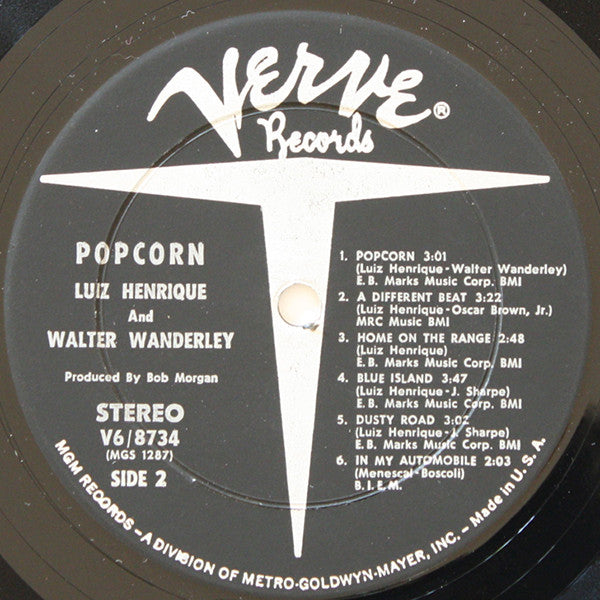 Verve®
Records
POPCORN
LUIZ HENRIQUE
And
WALTER WANDERLEY
Produced By Bob Morgan
STEREO
V6/8734
(MGS 1287)
SIDE 2
1. POPCORN 3:01
(Luiz Henrique-Walter Wanderley)
E.B. Marks Music Corp. BMI
2. A DIFFERENT BEAT 3:22
(Luiz Henrique-Oscar Brown, Jr.)
MRC Music BMI
3. HOME ON THE RANGE 2:48
(Luiz Henrique)
E.B. Marks Music Corp. BMI
4. BLUE ISLAND 3:47
(Luiz Henrique-J. Sharpe)
E.B. Marks Music Corp. BMI
5. DUSTY ROAD 3:02
(Luiz Henrique-J. Sharpe)
E.B. Marks Music Corp. BMI
6. IN MY AUTOMOBILE 2:03
(Menescal-Boscoli)
B.I.E.M.
MGM RECORDS – A DIVISION OF METRO-GOLDWYN-MAYER, INC. – Made in U.S.A.